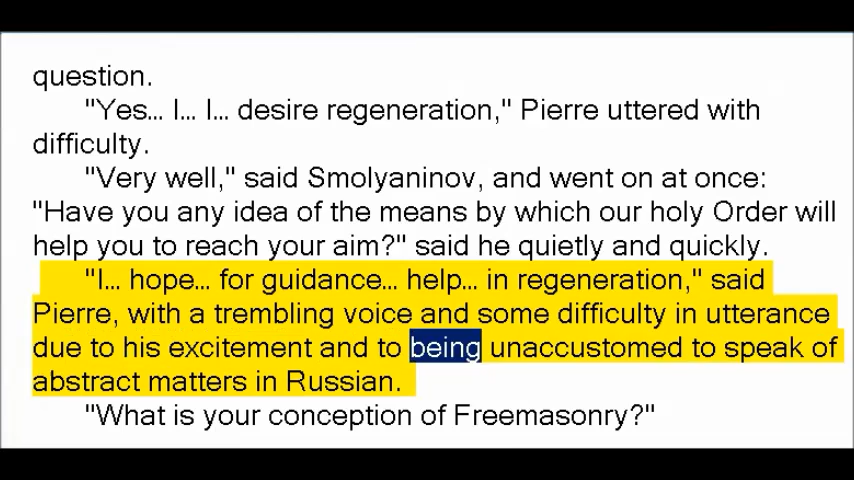 question.
"Yes... I... I... desire regeneration," Pierre uttered with
difficulty.
"Very well," said Smolyaninov, and went on at once:
"Have you any idea of the means by which our holy Order will
help you to reach your aim?" said he quietly and quickly.
"I... hope... for guidance... help... in regeneration," said
Pierre, with a trembling voice and some difficulty in utterance
due to his excitement and to being unaccustomed to speak of
abstract matters in Russian.
"What is your conception of Freemasonry?"